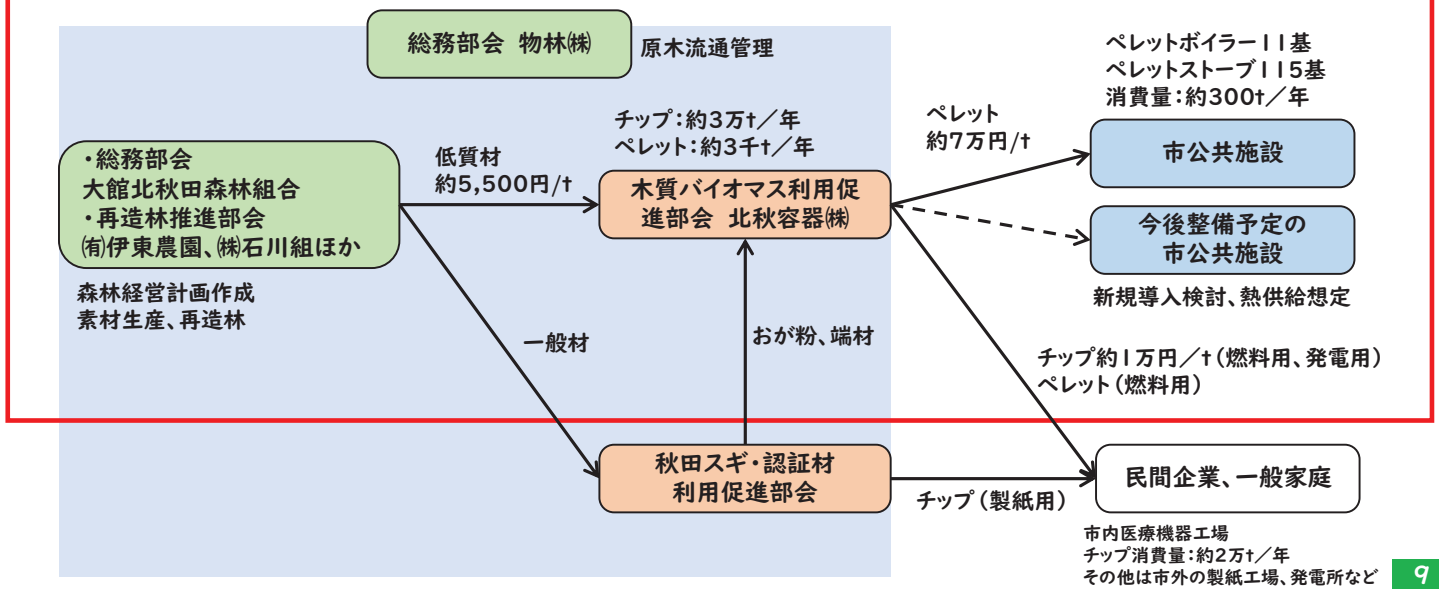 総務部会 物林㈱
原木流通管理
ペレットボイラー11基
ペレットストーブ115基
消費量：約300t／年
市公共施設
チップ：約3万t／年
ペレット：約3千t／年
ペレット
約7万円/t
・総務部会
大館北秋田森林組合
・再造林推進部会
㈲伊東農園、㈱石川組ほか
低質材
約5,500円/t
木質バイオマス利用促
進部会 北秋容器㈱
今後整備予定の
市公共施設
新規導入検討、熱供給想定
森林経営計画作成
素材生産、再造林
一般材
おが粉、端材
チップ約1万円／t（燃料用、発電用）
ペレット（燃料用）
秋田スギ・認証材
利用促進部会
チップ（製紙用）
民間企業、一般家庭
市内医療機器工場
チップ消費量：約2万t／年
その他は市外の製紙工場、発電所など
9